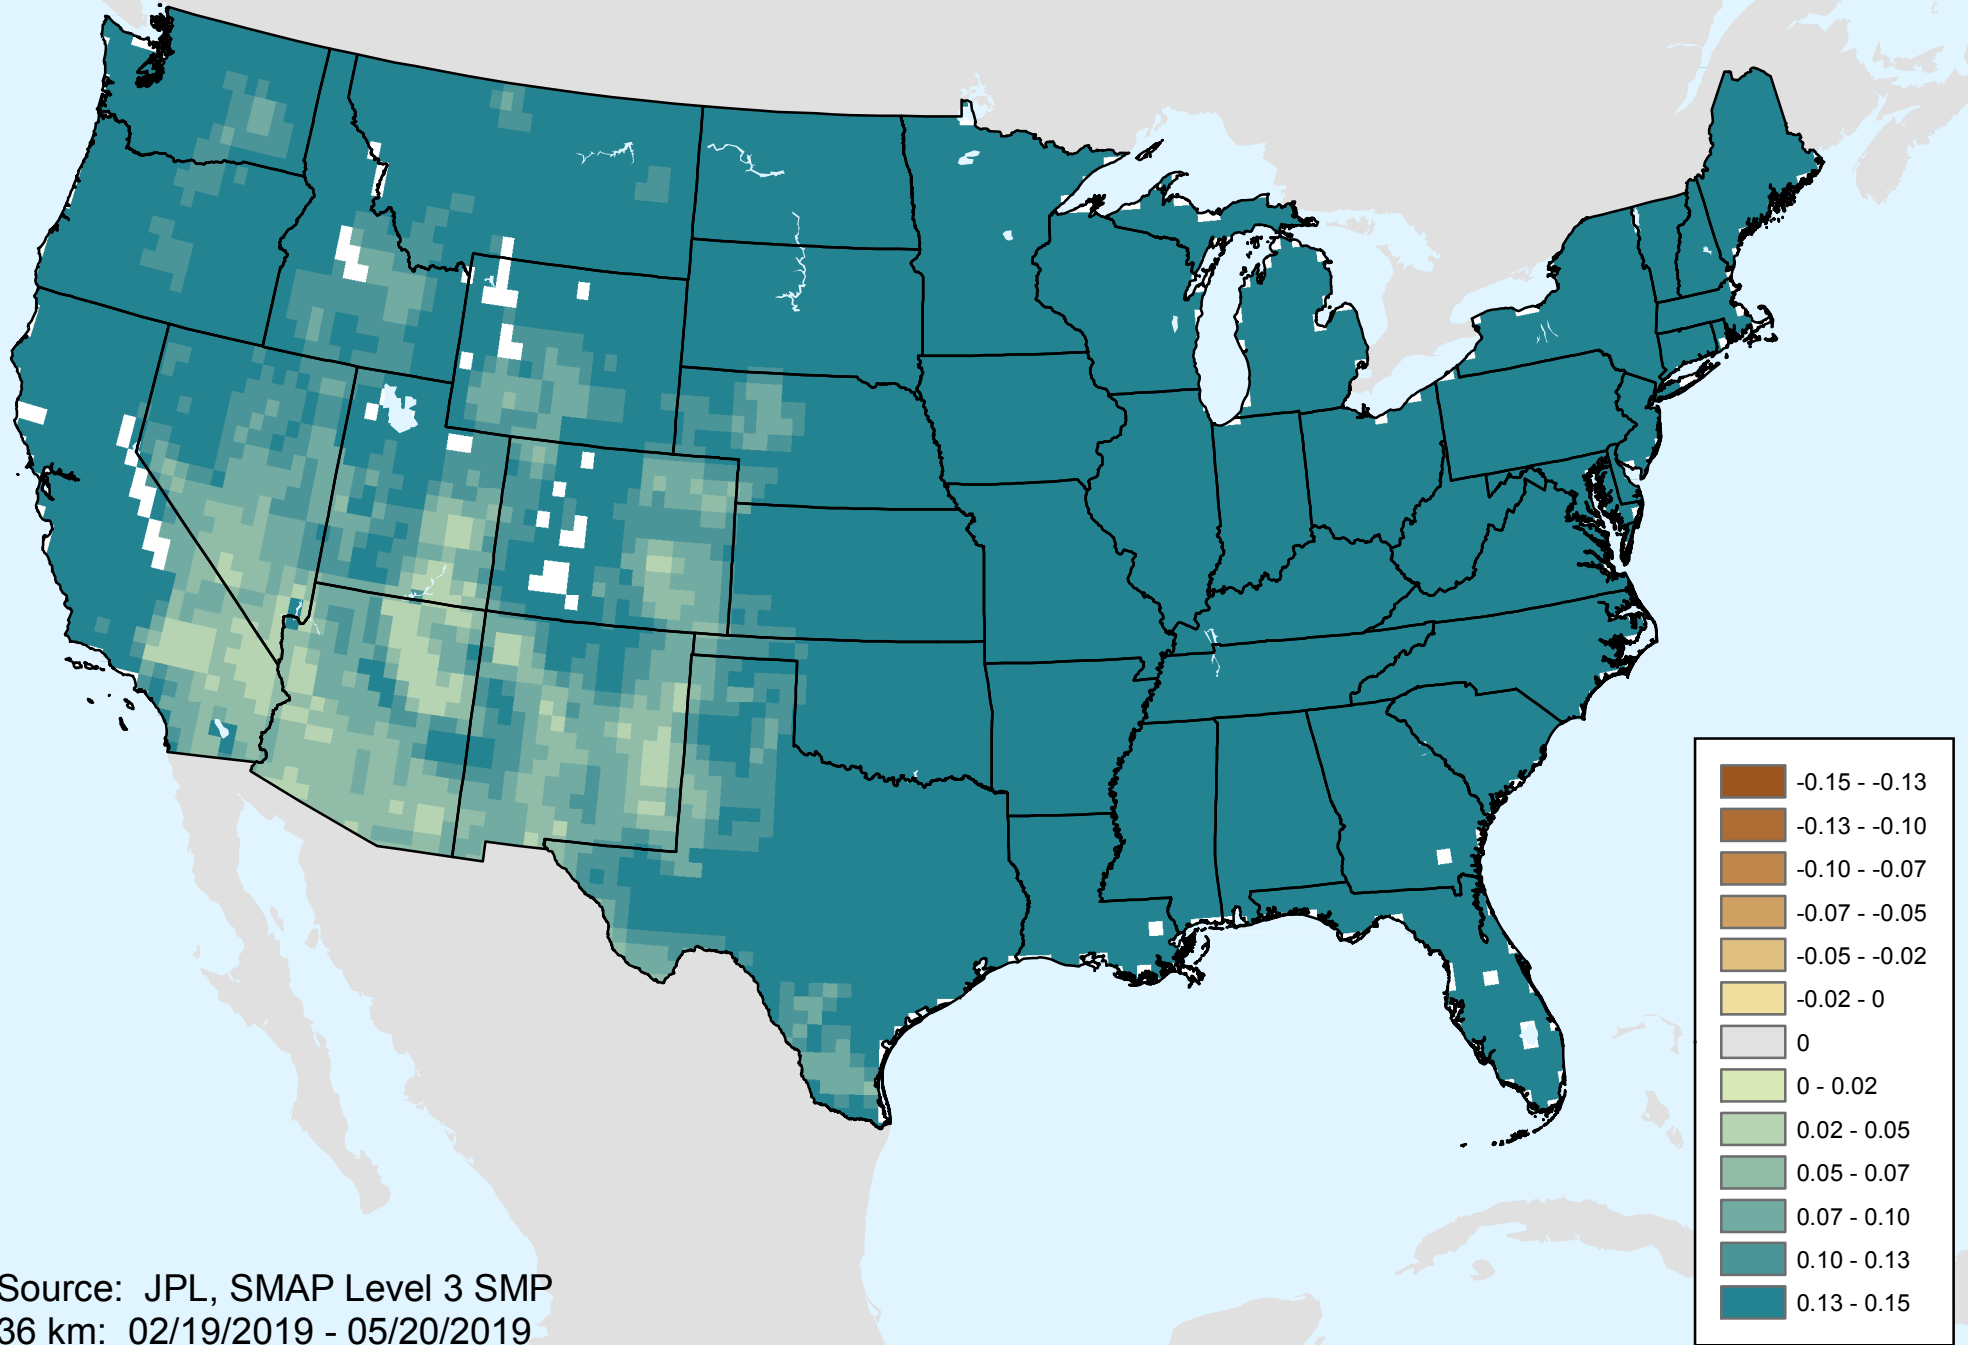 -0.15 - -0.13
-0.13 - -0.10
-0.10 - -0.07
-0.07 - -0.05
-0.05 - -0.02
-0.02 - 0
0
0 - 0.02
0.02 - 0.05
0.05 - 0.07
0.07 - 0.10
0.10 - 0.13
0.13 - 0.15
Source: JPL, SMAP Level 3 SMP
36 km: 02/19/2019 - 05/20/2019